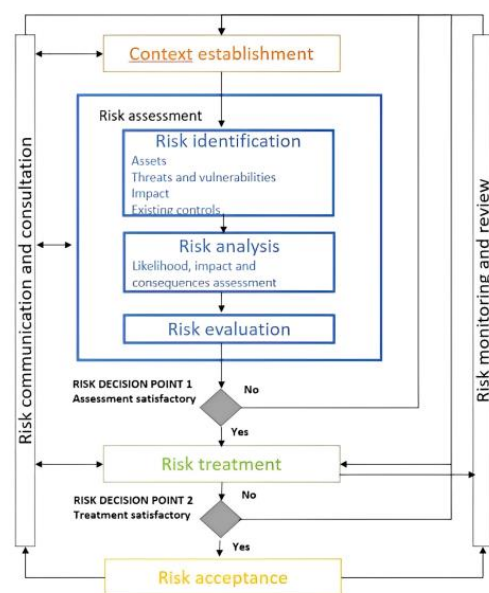 Context establishment
Risk assessment
Risk identification
Assets
Threats and vulnerabilities
Impact
Existing controls
Risk analysis
Likelihood, impact and
consequences assessment
Risk evaluation
RISK DECISION POINT 1
Assessment satisfactory
No
Yes
Risk treatment
RISK DECISION POINT 2
Treatment satisfactory
No
Yes
Risk acceptance
Risk communication and consultation
Risk monitoring and review